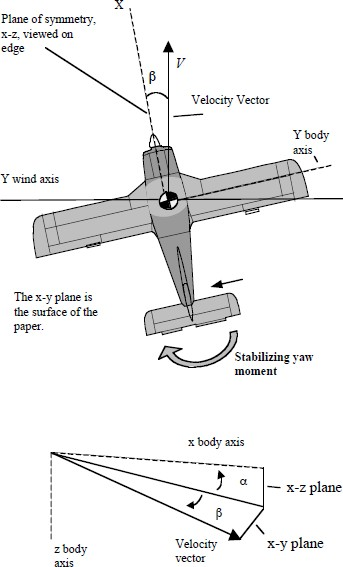 X
Plane of symmetry,
x-z, viewed on
edge
V
β
Velocity Vector
Y body
axis
Y wind axis
The x-y plane is
the surface of the
paper.
Stabilizing yaw
moment
x body axis
α
x-z plane
β
z body
axis
Velocity
vector
x-y plane